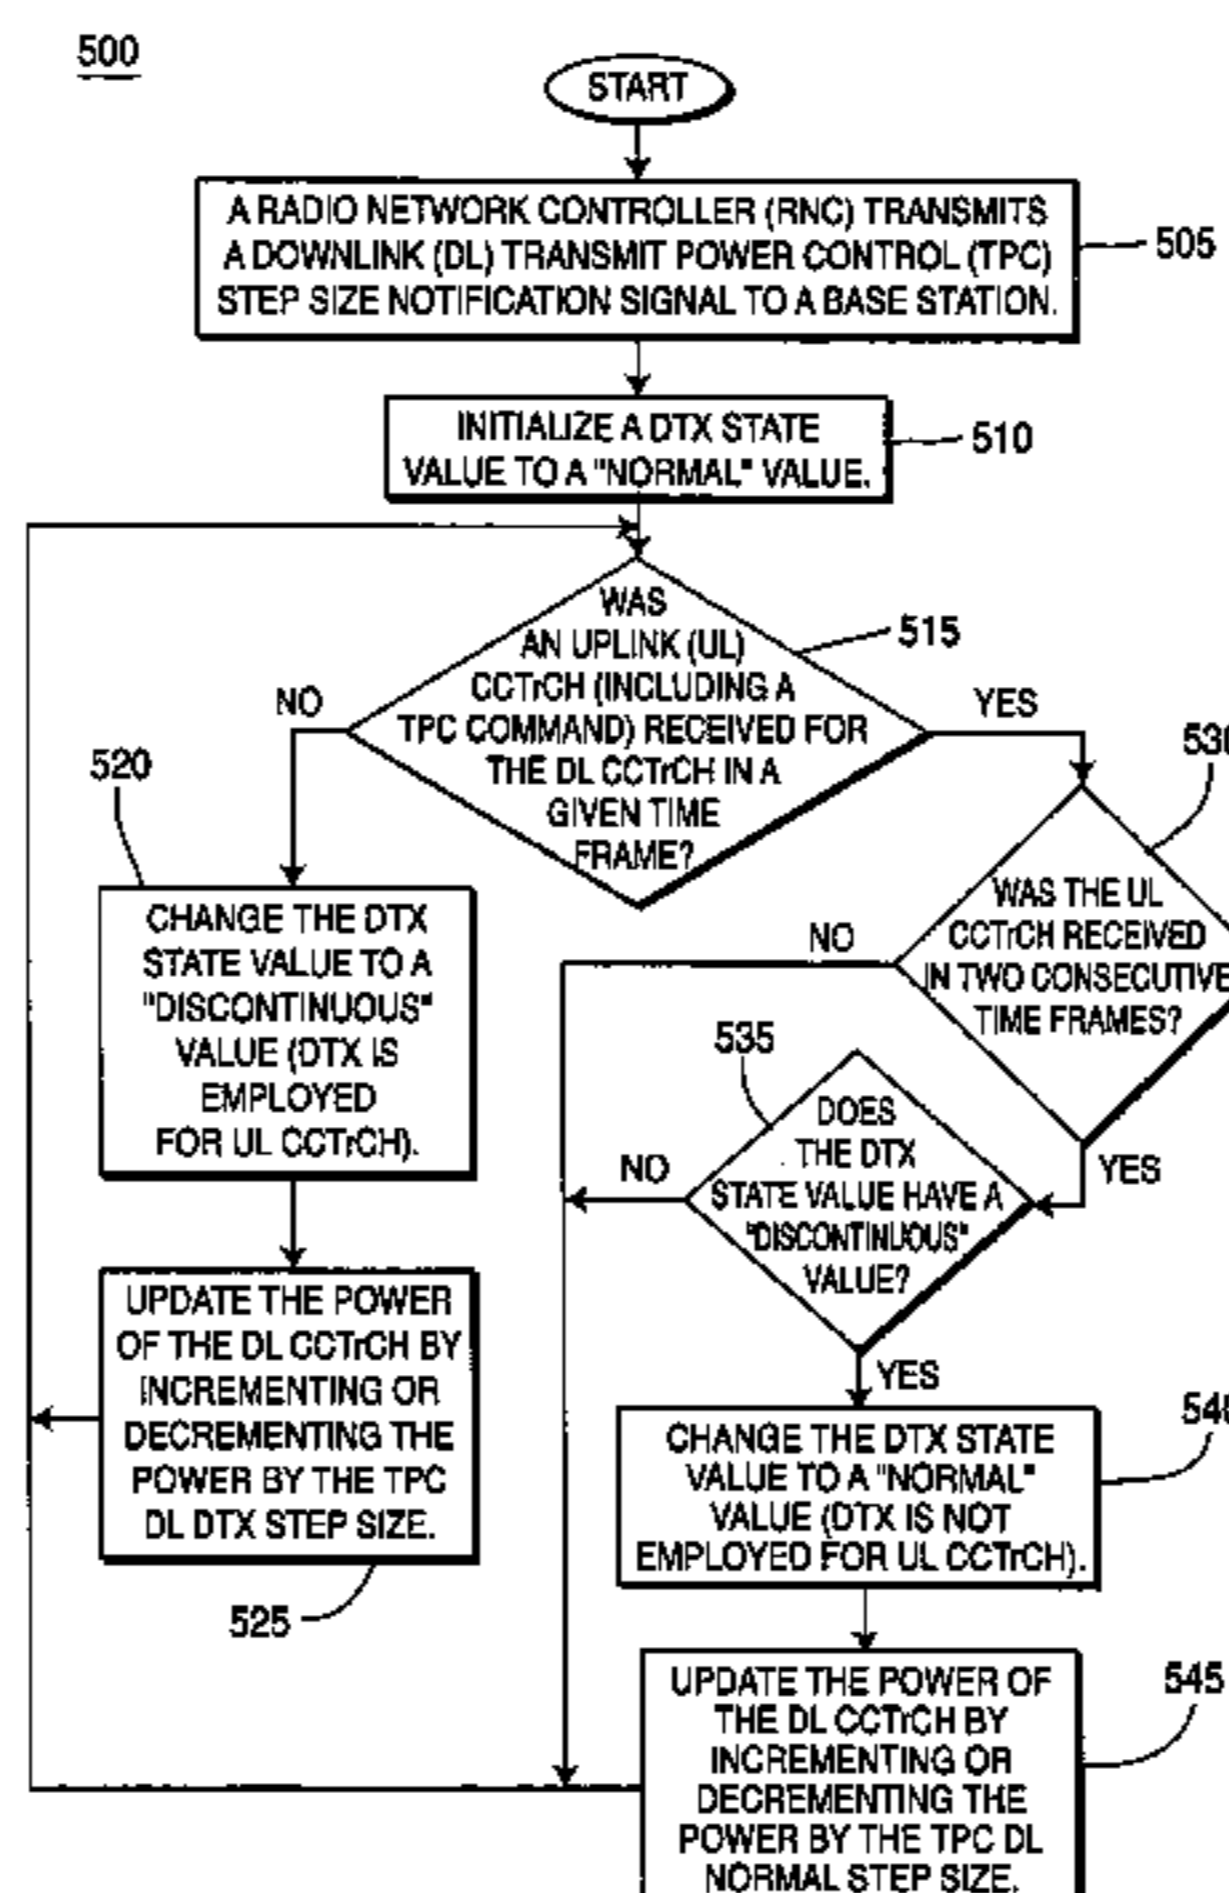 500
START
A RADIO NETWORK CONTROLLER (RNC) TRANSMITS
A DOWNLINK (DL) TRANSMIT POWER CONTROL (TPC)
STEP SIZE NOTIFICATION SIGNAL TO A BASE STATION.
505
INITIALIZE A DTX STATE
VALUE TO A "NORMAL" VALUE.
510
WAS
AN UPLINK (UL)
CCTrCH (INCLUDING A
TPC COMMAND) RECEIVED FOR
THE DL CCTrCH IN A
GIVEN TIME
FRAME?
515
NO
YES
520
CHANGE THE DTX
STATE VALUE TO A
"DISCONTINUOUS"
VALUE (DTX IS
EMPLOYED
FOR UL CCTrCH).
UPDATE THE POWER
OF THE DL CCTrCH BY
INCREMENTING OR
DECREMENTING THE
POWER BY THE TPC
DL DTX STEP SIZE.
525
WAS THE UL
CCTrCH RECEIVED
IN TWO CONSECUTIVE
TIME FRAMES?
NO
YES
535
DOES
THE DTX
STATE VALUE HAVE A
"DISCONTINUOUS"
VALUE?
NO
YES
CHANGE THE DTX STATE
VALUE TO A "NORMAL"
VALUE (DTX IS NOT
EMPLOYED FOR UL CCTrCH).
UPDATE THE POWER OF
THE DL CCTrCH BY
INCREMENTING OR
DECREMENTING THE
POWER BY THE TPC DL
NORMAL STEP SIZE.
545